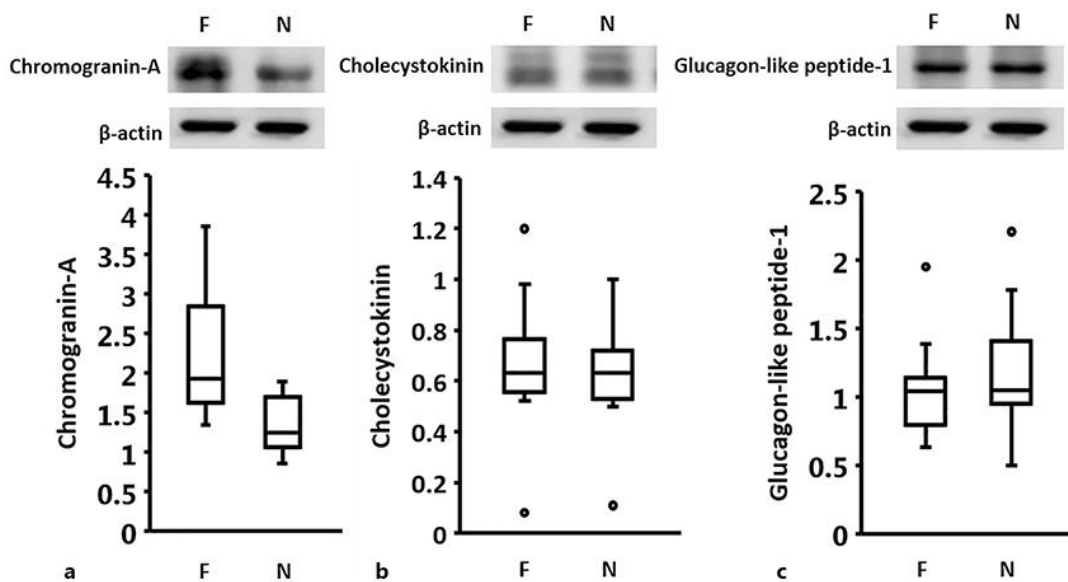 F N
Chromogranin-A
β-actin
4.5
4
3.5
3
2.5
2
1.5
1
0.5
0
Chromogranin-A
F N
a
F N
Cholecystokinin
β-actin
1.4
1.2
1
0.8
0.6
0.4
0.2
0
Cholecystokinin
F N
b
F N
Glucagon-like peptide-1
β-actin
2.5
2
1.5
1
0.5
0
Glucagon-like peptide-1
F N
c